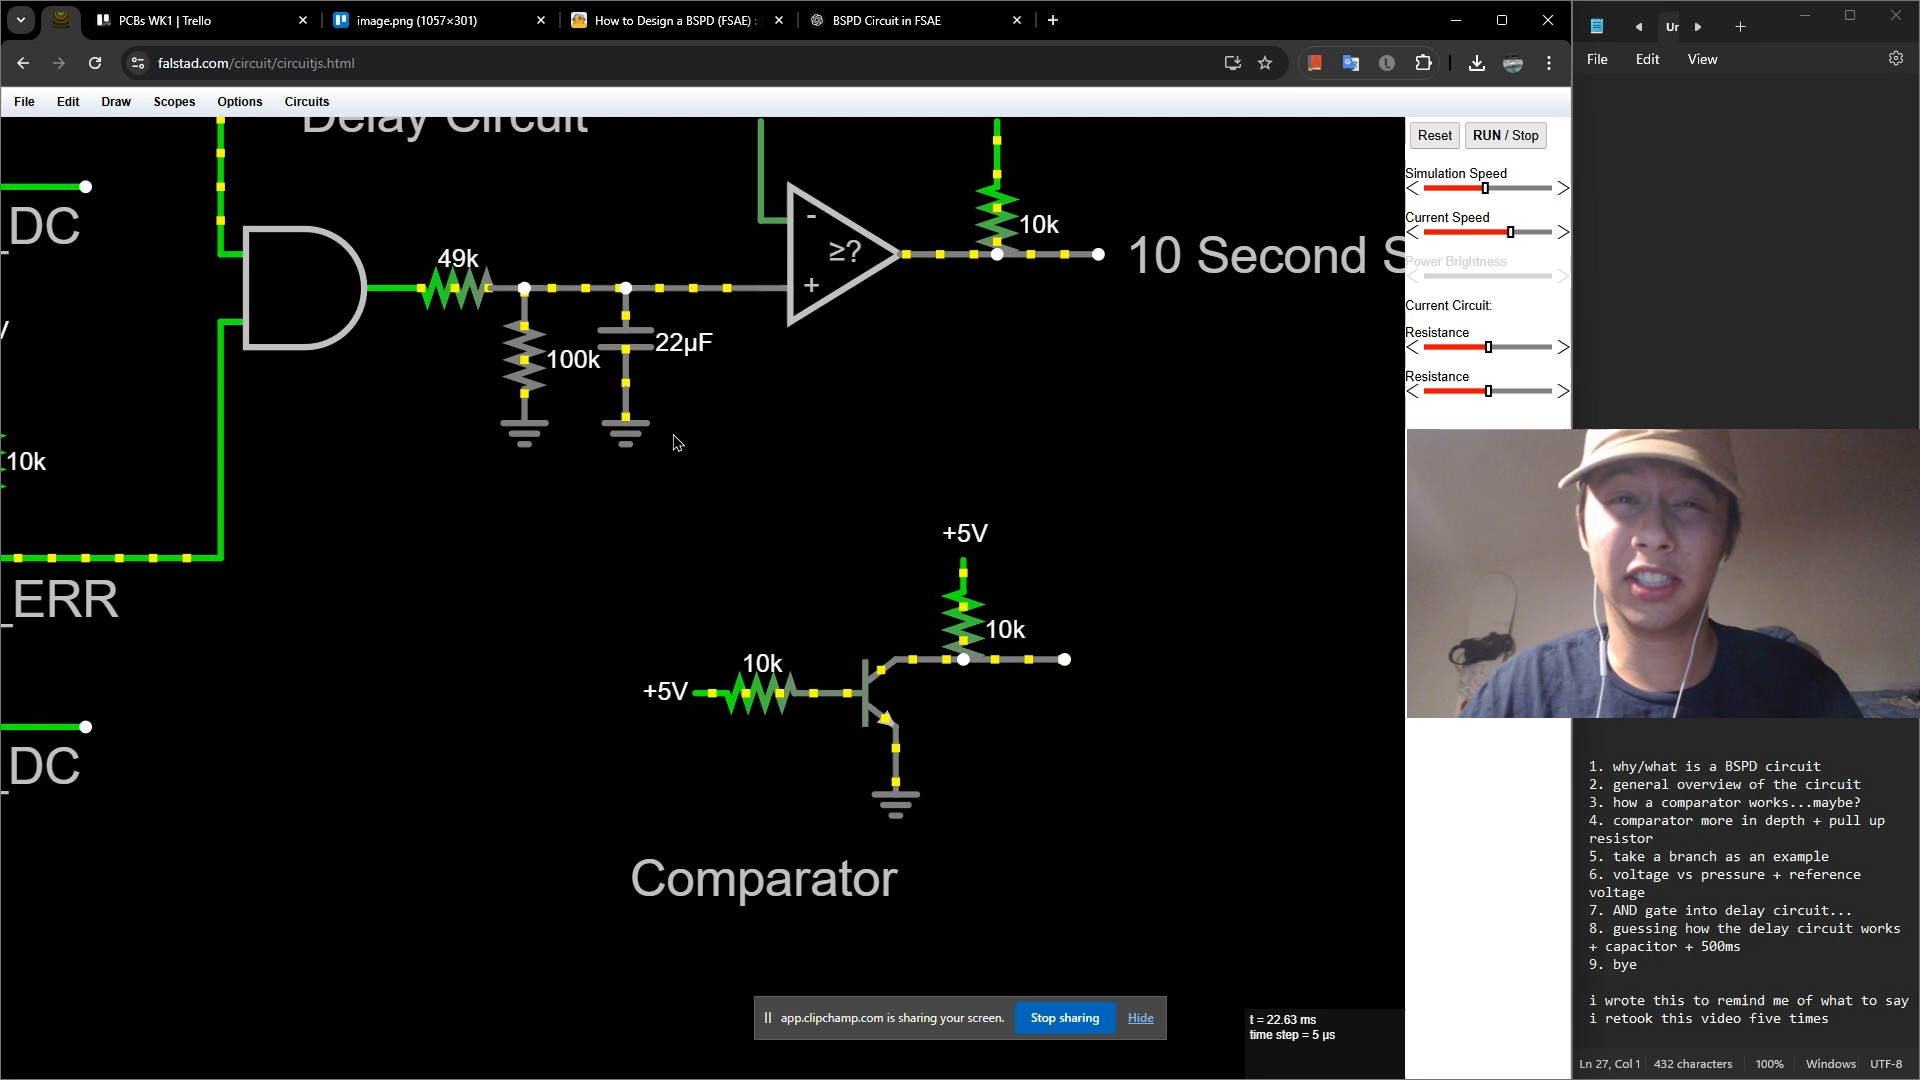 PCBs WK1 | Trello
image.png (1057×301)
How to Design a BSPD (FSAE) :
BSPD Circuit in FSAE
falstad.com/circuit/circuitjs.html
File Edit Draw Scopes Options Circuits
Delay Circuit
DC
49k
100k
22µF
-
≥?
+
10k
10 Second S
10k
ERR
DC
+5V
10k
+5V
10k
Comparator
Reset
RUN / Stop
Simulation Speed
Current Speed
Power Brightness
Current Circuit:
Resistance
Resistance
t = 22.63 ms
time step = 5 µs
app.clipchamp.com is sharing your screen.
Stop sharing
Hide
Ur
File Edit View
1. why/what is a BSPD circuit
2. general overview of the circuit
3. how a comparator works...maybe?
4. comparator more in depth + pull up
resistor
5. take a branch as an example
6. voltage vs pressure + reference
voltage
7. AND gate into delay circuit...
8. guessing how the delay circuit works
+ capacitor + 500ms
9. bye
i wrote this to remind me of what to say
i retook this video five times
Ln 27, Col 1 432 characters 100% Windows UTF-8